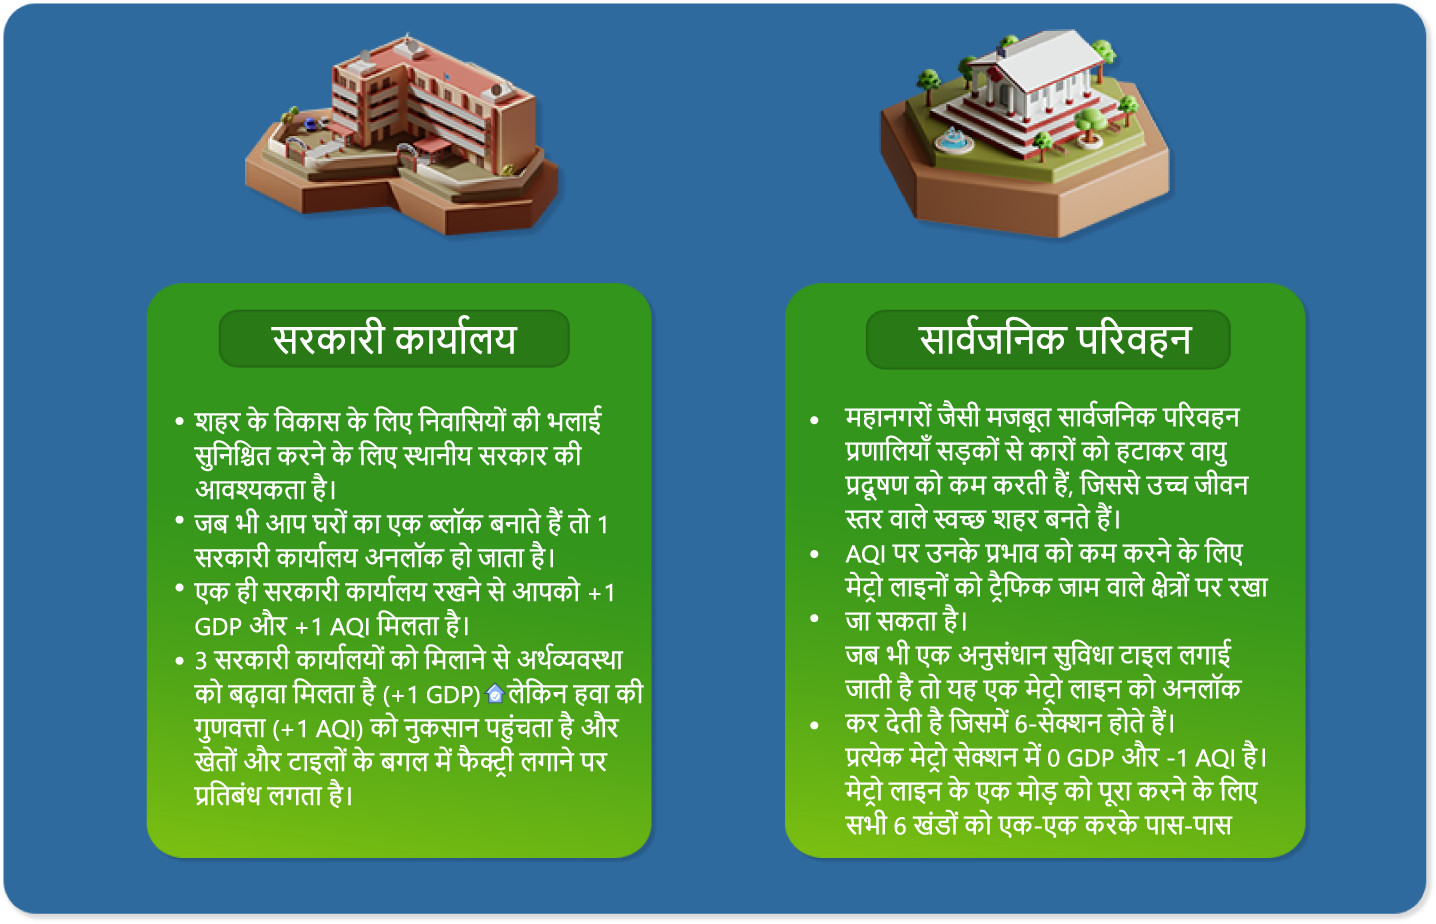 सरकारी कार्यालय
• शहर के विकास के लिए निवासियों की भलाई
सुनिश्चित करने के लिए स्थानीय सरकार की
आवश्यकता है।
• जब भी आप घरों का एक ब्लॉक बनाते हैं तो 1
सरकारी कार्यालय अनलॉक हो जाता है।
• एक ही सरकारी कार्यालय रखने से आपको +1
GDP और +1 AQI मिलता है।
• 3 सरकारी कार्यालयों को मिलाने से अर्थव्यवस्था
को बढ़ावा मिलता है (+1 GDP) लेकिन हवा की
गुणवत्ता (+1 AQI) को नुकसान पहुंचता है और
खेतों और टाइलों के बगल में फैक्ट्री लगाने पर
प्रतिबंध लगता है।
सार्वजनिक परिवहन
• महानगरों जैसी मजबूत सार्वजनिक परिवहन
प्रणालियाँ सड़कों से कारों को हटाकर वायु
प्रदूषण को कम करती हैं, जिससे उच्च जीवन
स्तर वाले स्वच्छ शहर बनते हैं।
• AQI पर उनके प्रभाव को कम करने के लिए
मेट्रो लाइनों को ट्रैफिक जाम वाले क्षेत्रों पर रखा
• जा सकता है।
जब भी एक अनुसंधान सुविधा टाइल लगाई
जाती है तो यह एक मेट्रो लाइन को अनलॉक
• कर देती है जिसमें 6-सेक्शन होते हैं।
प्रत्येक मेट्रो सेक्शन में 0 GDP और -1 AQI है।
मेट्रो लाइन के एक मोड़ को पूरा करने के लिए
सभी 6 खंडों को एक-एक करके पास-पास